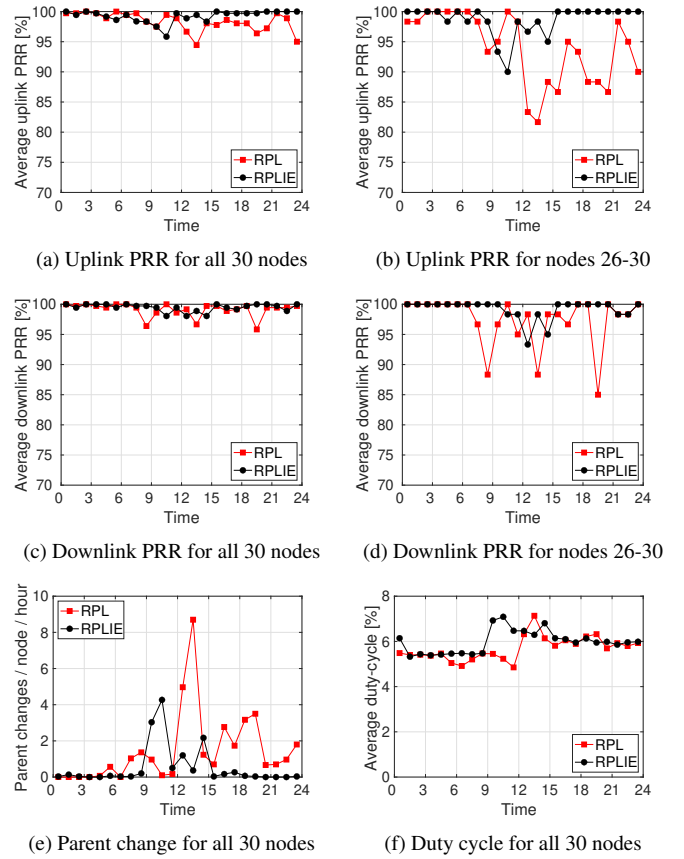 Average uplink PRR [%]
100
95
90
85
80
75
70
0 3 6 9 12 15 18 21 24
Time
RPL
RPLIE
(a) Uplink PRR for all 30 nodes
Average uplink PRR [%]
100
95
90
85
80
75
70
0 3 6 9 12 15 18 21 24
Time
RPL
RPLIE
(b) Uplink PRR for nodes 26-30
Average downlink PRR [%]
100
95
90
85
80
75
70
0 3 6 9 12 15 18 21 24
Time
RPL
RPLIE
(c) Downlink PRR for all 30 nodes
Average downlink PRR [%]
100
95
90
85
80
75
70
0 3 6 9 12 15 18 21 24
Time
RPL
RPLIE
(d) Downlink PRR for nodes 26-30
Parent changes / node / hour
10
8
6
4
2
0
0 3 6 9 12 15 18 21 24
Time
RPL
RPLIE
(e) Parent change for all 30 nodes
Average duty-cycle [%]
8
6
4
2
0
0 3 6 9 12 15 18 21 24
Time
RPL
RPLIE
(f) Duty cycle for all 30 nodes